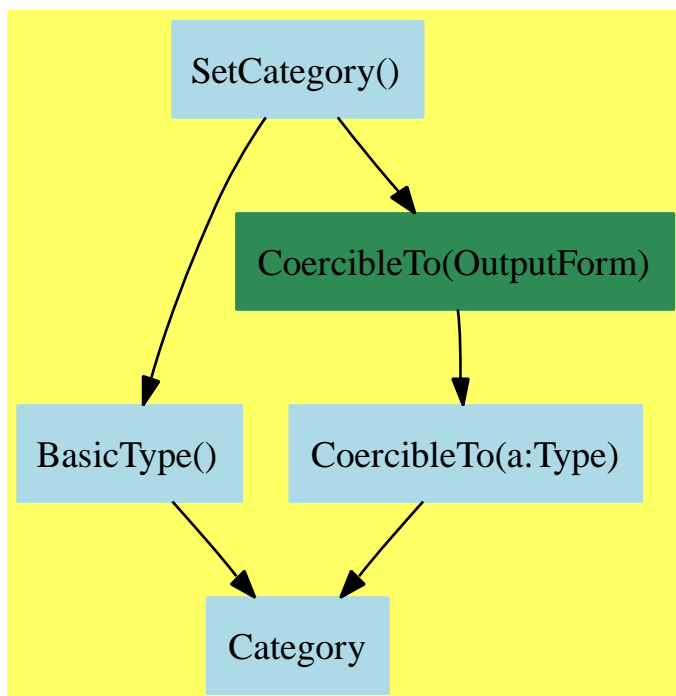 SetCategory()
CoercibleTo(OutputForm)
BasicType()
CoercibleTo(a:Type)
Category